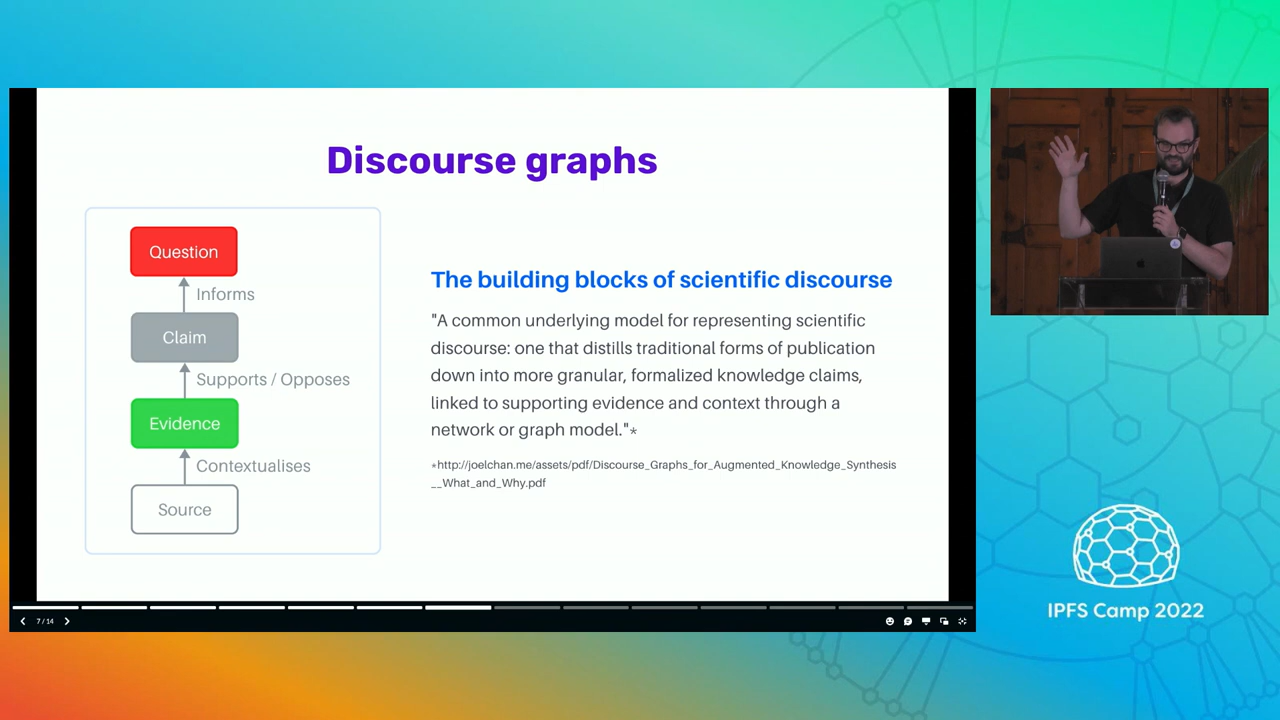 Discourse graphs
Question
Informs
Claim
Supports / Opposes
Evidence
Contextualises
Source
The building blocks of scientific discourse
"A common underlying model for representing scientific
discourse: one that distills traditional forms of publication
down into more granular, formalized knowledge claims,
linked to supporting evidence and context through a
network or graph model."*
*http://joelchan.me/assets/pdf/Discourse_Graphs_for_Augmented_Knowledge_Synthesis
__What_and_Why.pdf
7 / 14
IPFS Camp 2022